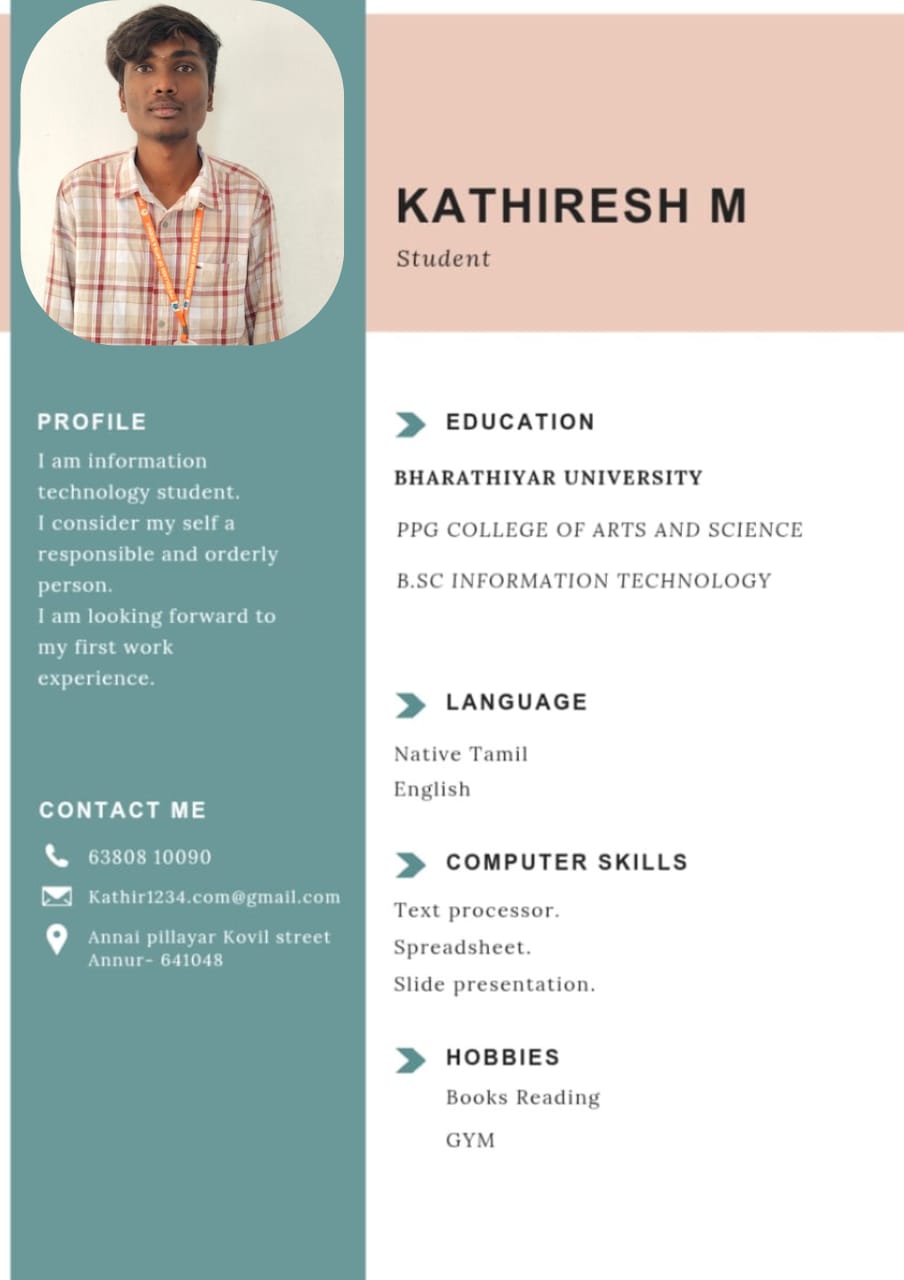 KATHIRESH M
Student
PROFILE
I am information
technology student.
I consider my self a
responsible and orderly
person.
I am looking forward to
my first work
experience.
CONTACT ME
63808 10090
Kathir1234.com@gmail.com
Annai pillayar Kovil street
Annur- 641048
EDUCATION
BHARATHIYAR UNIVERSITY
PPG COLLEGE OF ARTS AND SCIENCE
B.SC INFORMATION TECHNOLOGY
LANGUAGE
Native Tamil
English
COMPUTER SKILLS
Text processor.
Spreadsheet.
Slide presentation.
HOBBIES
Books Reading
GYM